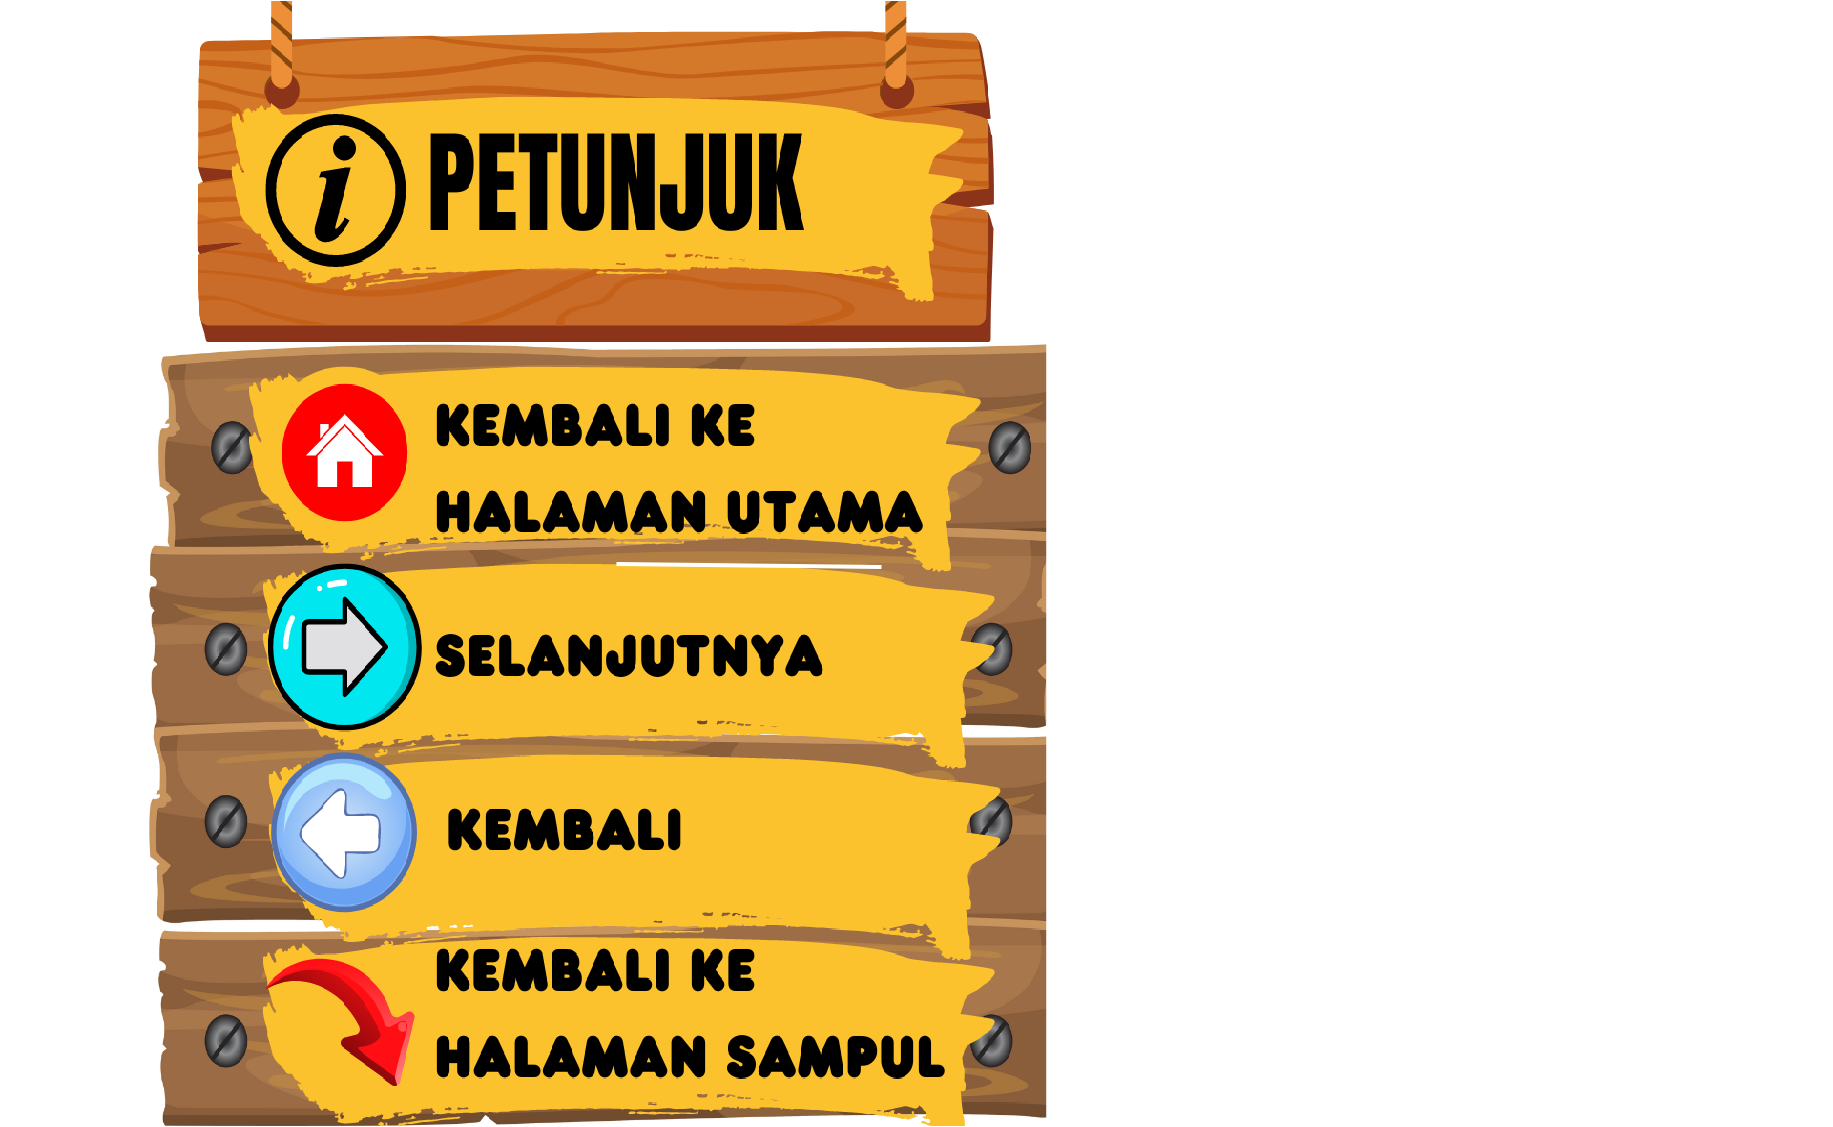 i PETUNJUK
KEMBALI KE
HALAMAN UTAMA
SELANJUTNYA
KEMBALI
KEMBALI KE
HALAMAN SAMPUL